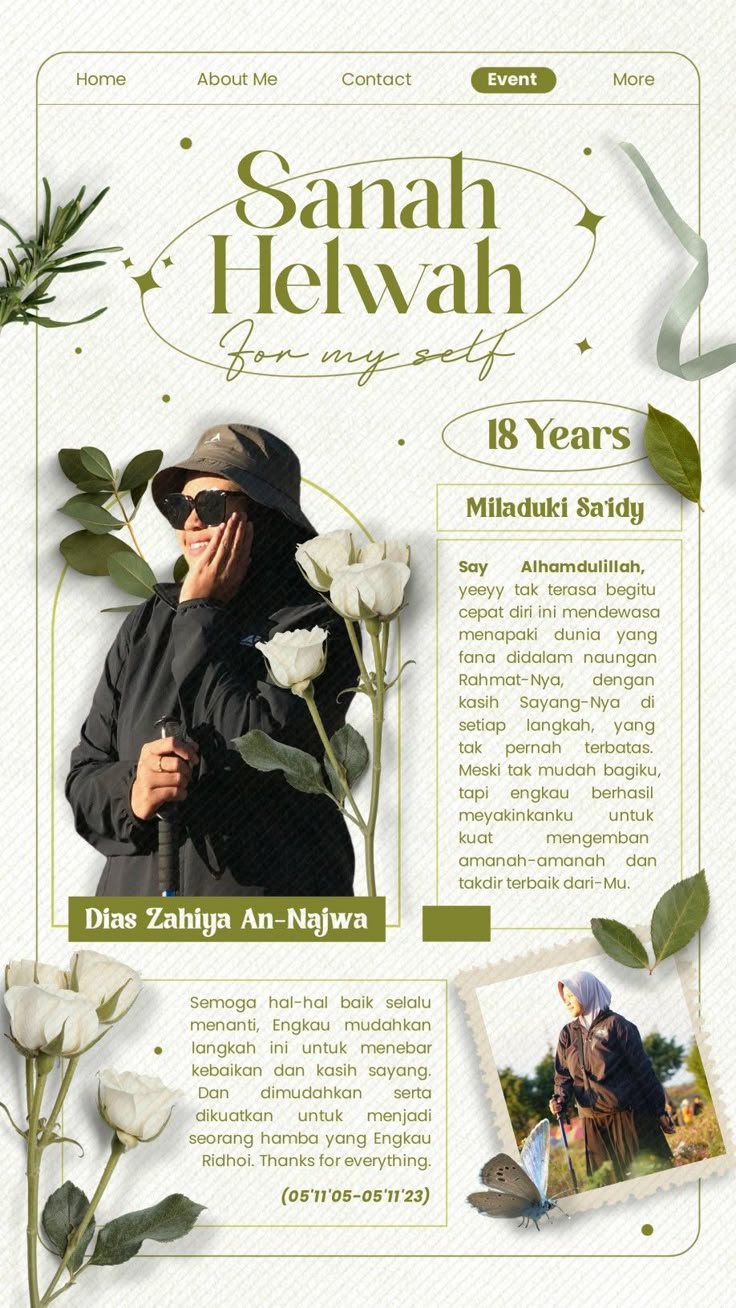 Home About Me Contact Event More
Sanah
Helwah
For my self
18 Years
Miladuki Sa'idy
Say Alhamdulillah,
yeeyy tak terasa begitu
cepat diri ini mendewasa
menapaki dunia yang
fana didalam naungan
Rahmat-Nya, dengan
kasih Sayang-Nya di
setiap langkah, yang
tak pernah terbatas.
Meski tak mudah bagiku,
tapi engkau berhasil
meyakinkanku untuk
kuat mengemban
amanah-amanah dan
takdir terbaik dari-Mu.
Dias Zahiya An-Najwa
Semoga hal-hal baik selalu
menanti, Engkau mudahkan
langkah ini untuk menebar
kebaikan dan kasih sayang.
Dan dimudahkan serta
dikuatkan untuk menjadi
seorang hamba yang Engkau
Ridhoi. Thanks for everything.
(05'11'05-05'11'23)